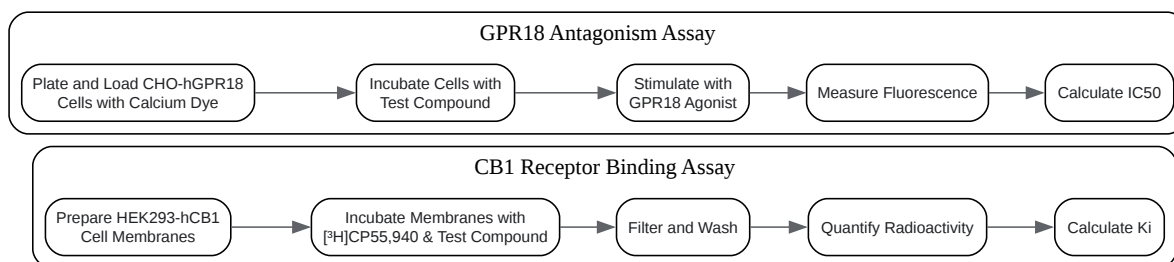 GPR18 Antagonism Assay
Plate and Load CHO-hGPR18
Cells with Calcium Dye
Incubate Cells with
Test Compound
Stimulate with
GPR18 Agonist
Measure Fluorescence
Calculate IC50
CB1 Receptor Binding Assay
Prepare HEK293-hCB1
Cell Membranes
Incubate Membranes with
[³H]CP55,940 & Test Compound
Filter and Wash
Quantify Radioactivity
Calculate Ki